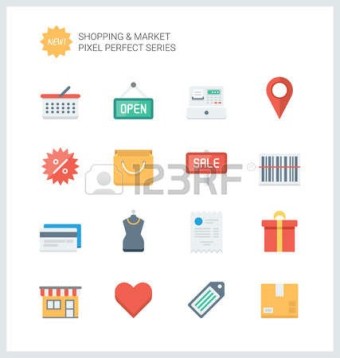 NEW!
SHOPPING & MARKET
PIXEL PERFECT SERIES
OPEN
%
SALE
123RF